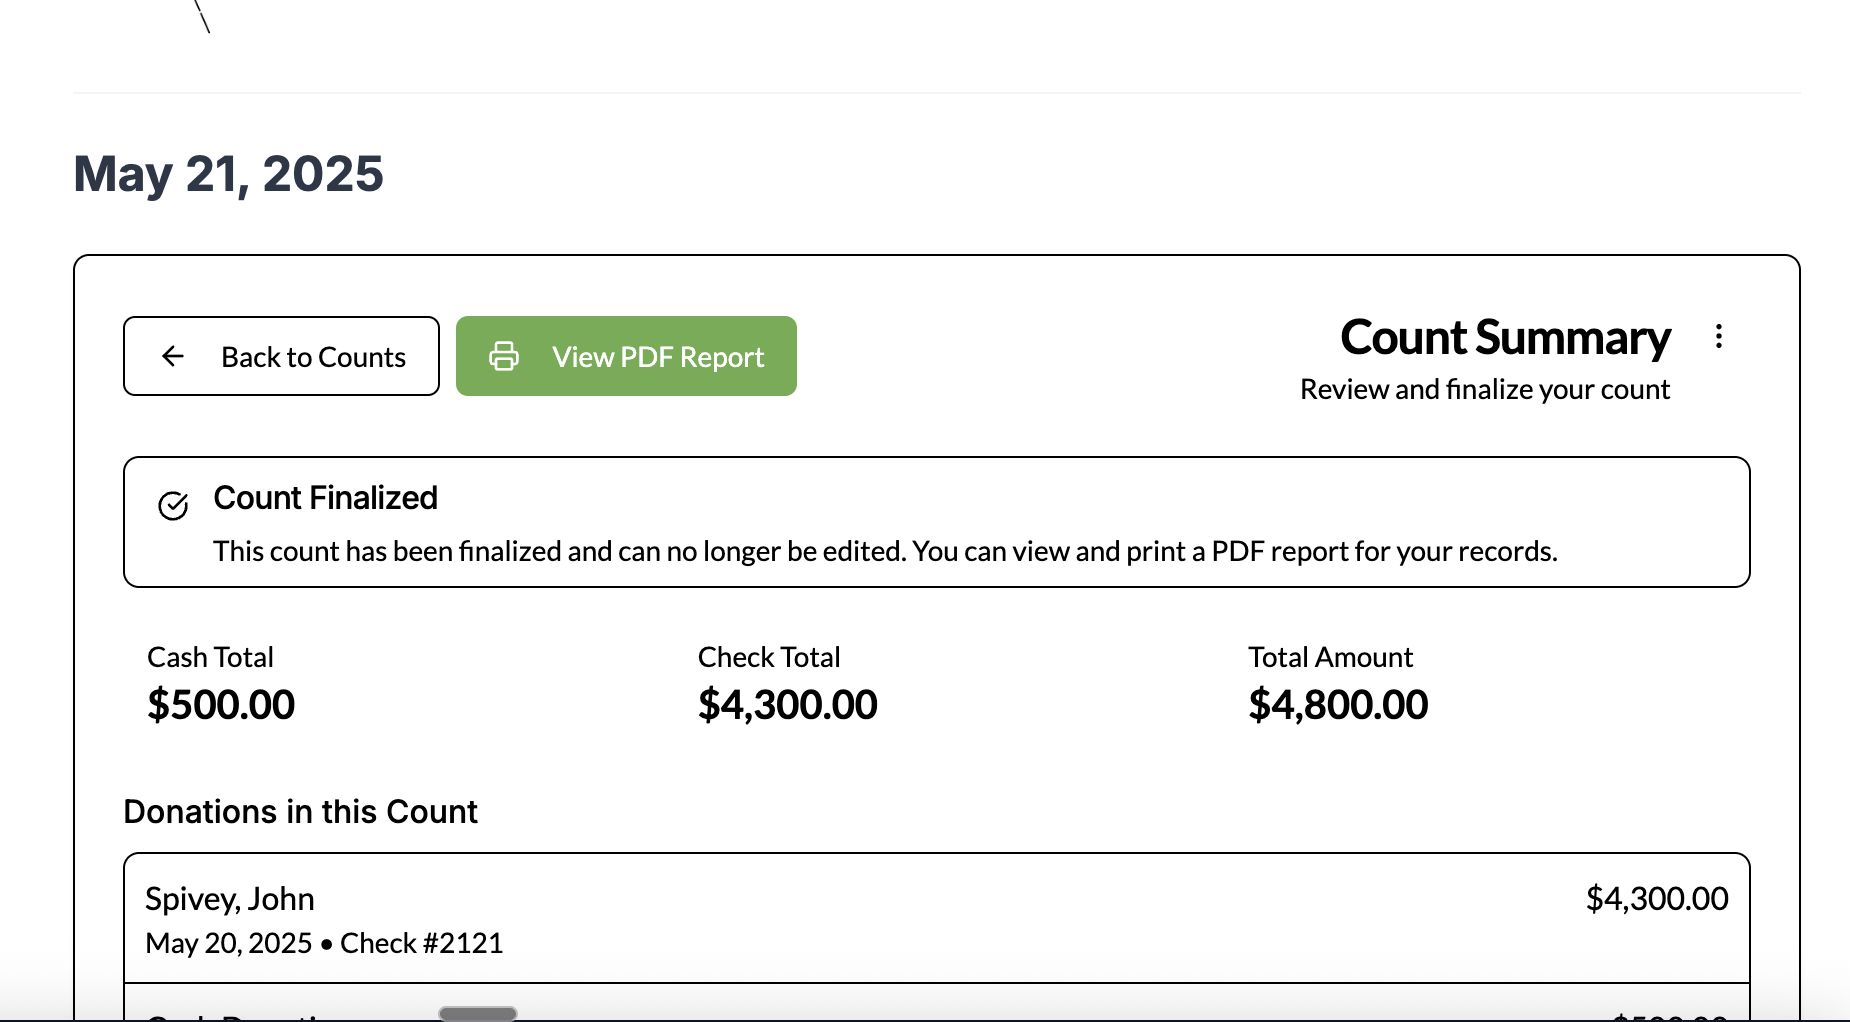 May 21, 2025
Back to Counts
View PDF Report
Count Summary
Review and finalize your count
Count Finalized
This count has been finalized and can no longer be edited. You can view and print a PDF report for your records.
Cash Total
$500.00
Check Total
$4,300.00
Total Amount
$4,800.00
Donations in this Count
Spivey, John
$4,300.00
May 20, 2025 • Check #2121